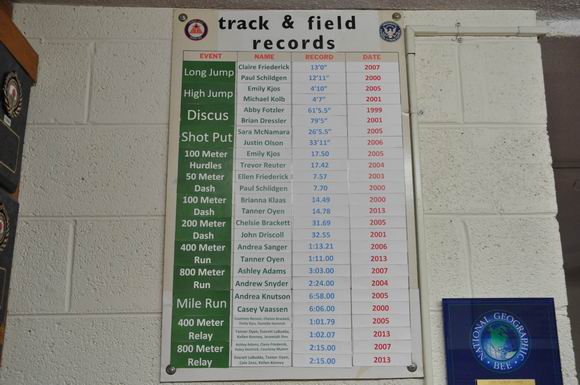 track & field
records
EVENT NAME RECORD DATE
Long Jump Claire Friederick 13'0" 2007
Paul Schildgen 12'11" 2000
High Jump Emily Kjos 4'10" 2005
Michael Kolb 4'7" 2001
Discus Abby Fotzler 61'5.5" 1999
Brian Dressler 79'5" 2001
Shot Put Sara McNamara 26'5.5" 2005
Justin Olson 33'11" 2006
100 Meter Hurdles Emily Kjos 17.50 2005
Trevor Reuter 17.42 2004
50 Meter Dash Ellen Friederick 7.57 2003
Paul Schildgen 7.70 2000
100 Meter Dash Brianna Klaas 14.49 2000
Tanner Oyen 14.78 2013
200 Meter Dash Chelsie Brackett 31.69 2005
John Driscoll 32.55 2001
400 Meter Run Andrea Sanger 1:13.21 2006
Tanner Oyen 1:11.00 2013
800 Meter Run Ashley Adams 3:03.00 2007
Andrew Snyder 2:24.00 2004
Mile Run Andrea Knutson 6:58.00 2005
Casey Vaassen 6:06.00 2000
400 Meter Relay 1:01.79 2005
1:02.07 2013
800 Meter Relay 2:15.00 2007
2:15.00 2013
NATIONAL GEOGRAPHIC
BEE